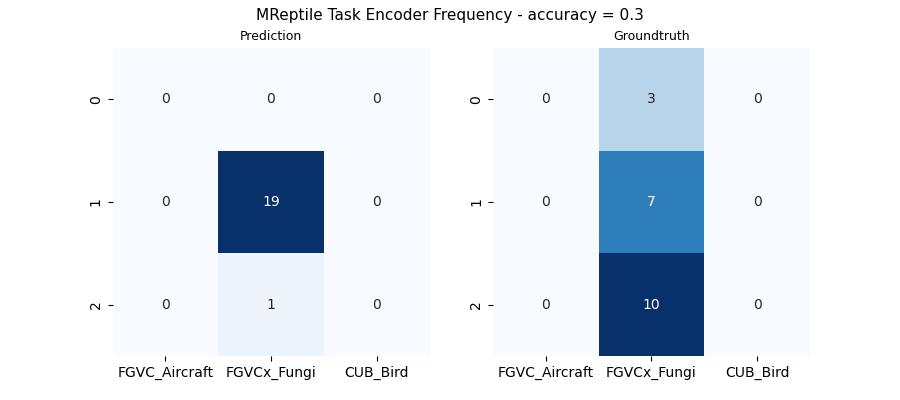 MReptile Task Encoder Frequency - accuracy = 0.3
Prediction
Groundtruth
0
0 0 0
0 3 0
1
0 19 0
1
0 7 0
2
0 1 0
2
0 10 0
FGVC_Aircraft FGVCx_Fungi CUB_Bird
FGVC_Aircraft FGVCx_Fungi CUB_Bird